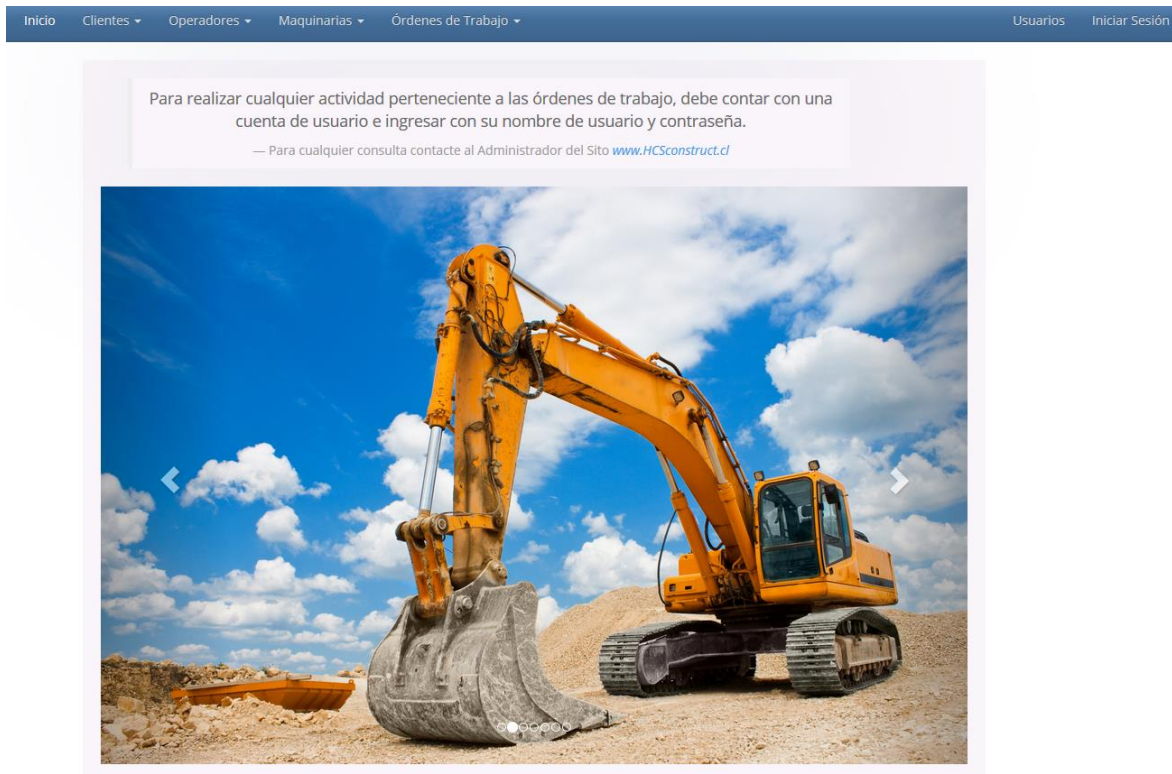 Inicio Clientes Operadores Maquinarias Órdenes de Trabajo Usuarios Iniciar Sesión
Para realizar cualquier actividad perteneciente a las órdenes de trabajo, debe contar con una
cuenta de usuario e ingresar con su nombre de usuario y contraseña.
— Para cualquier consulta contacte al Administrador del Sito www.HCSconstruct.cl